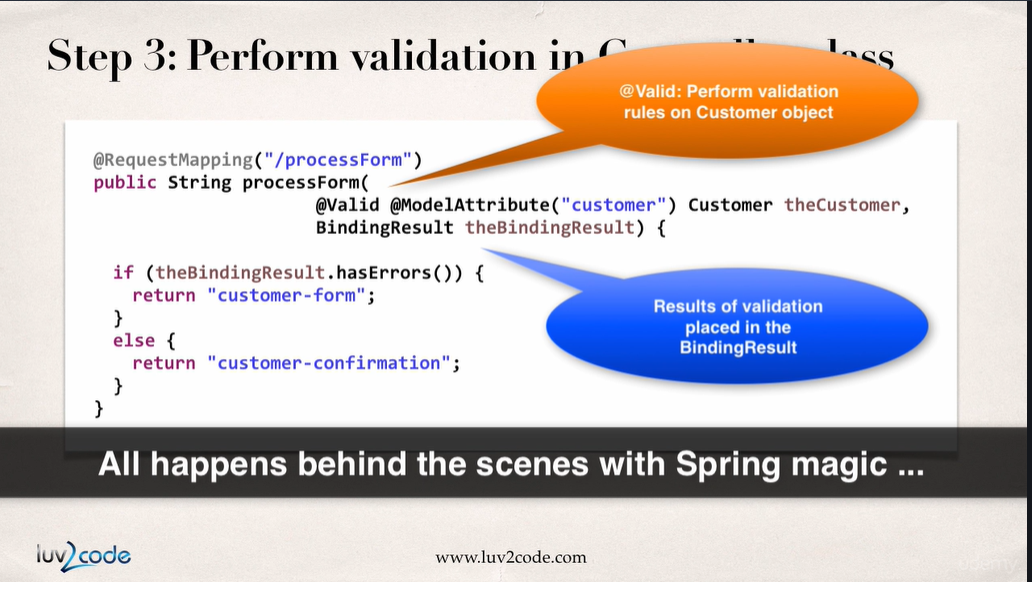 Step 3: Perform validation in
@Valid: Perform validation
rules on Customer object
@RequestMapping("/processForm")
public String processForm(
@Valid @ModelAttribute("customer") Customer theCustomer,
BindingResult theBindingResult) {
if (theBindingResult.hasErrors()) {
return "customer-form";
}
else {
return "customer-confirmation";
}
}
Results of validation
placed in the
BindingResult
All happens behind the scenes with Spring magic ...
luv2code
www.luv2code.com
udemy